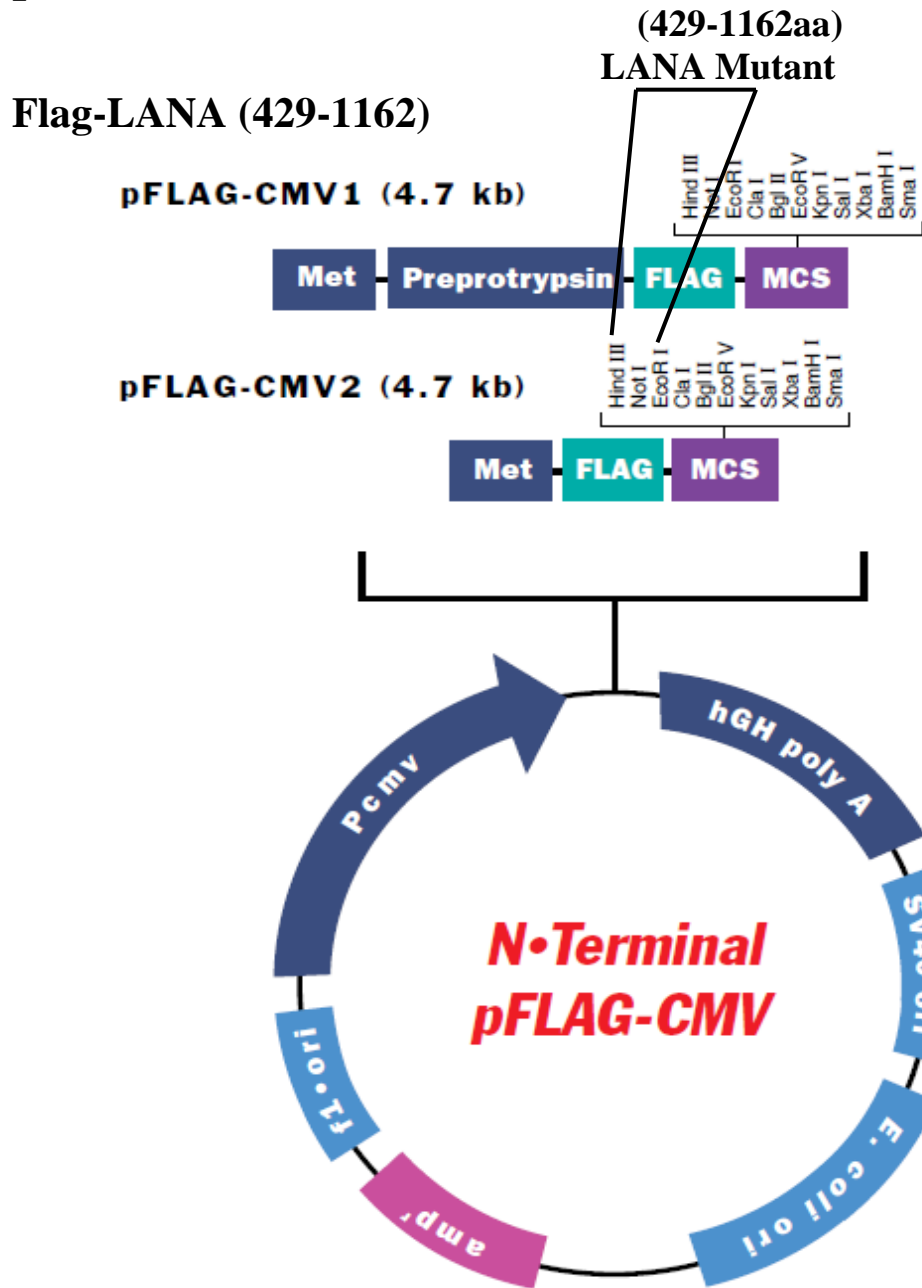 (429-1162aa)
LANA Mutant
Flag-LANA (429-1162)
pFLAG-CMV1 (4.7 kb)
Hind III
Not I
EcoR I
Cla I
Bgl II
EcoR V
Kpn I
Sal I
Xba I
BamH I
Sma I
Met
Preprotrypsin
FLAG
MCS
pFLAG-CMV2 (4.7 kb)
Hind III
Not I
EcoR I
Cla I
Bgl II
EcoR V
Kpn I
Sal I
Xba I
BamH I
Sma I
Met
FLAG
MCS
Pcmv
hGH poly A
N•Terminal
pFLAG-CMV
f1•ori
ampʳ
E. coli ori